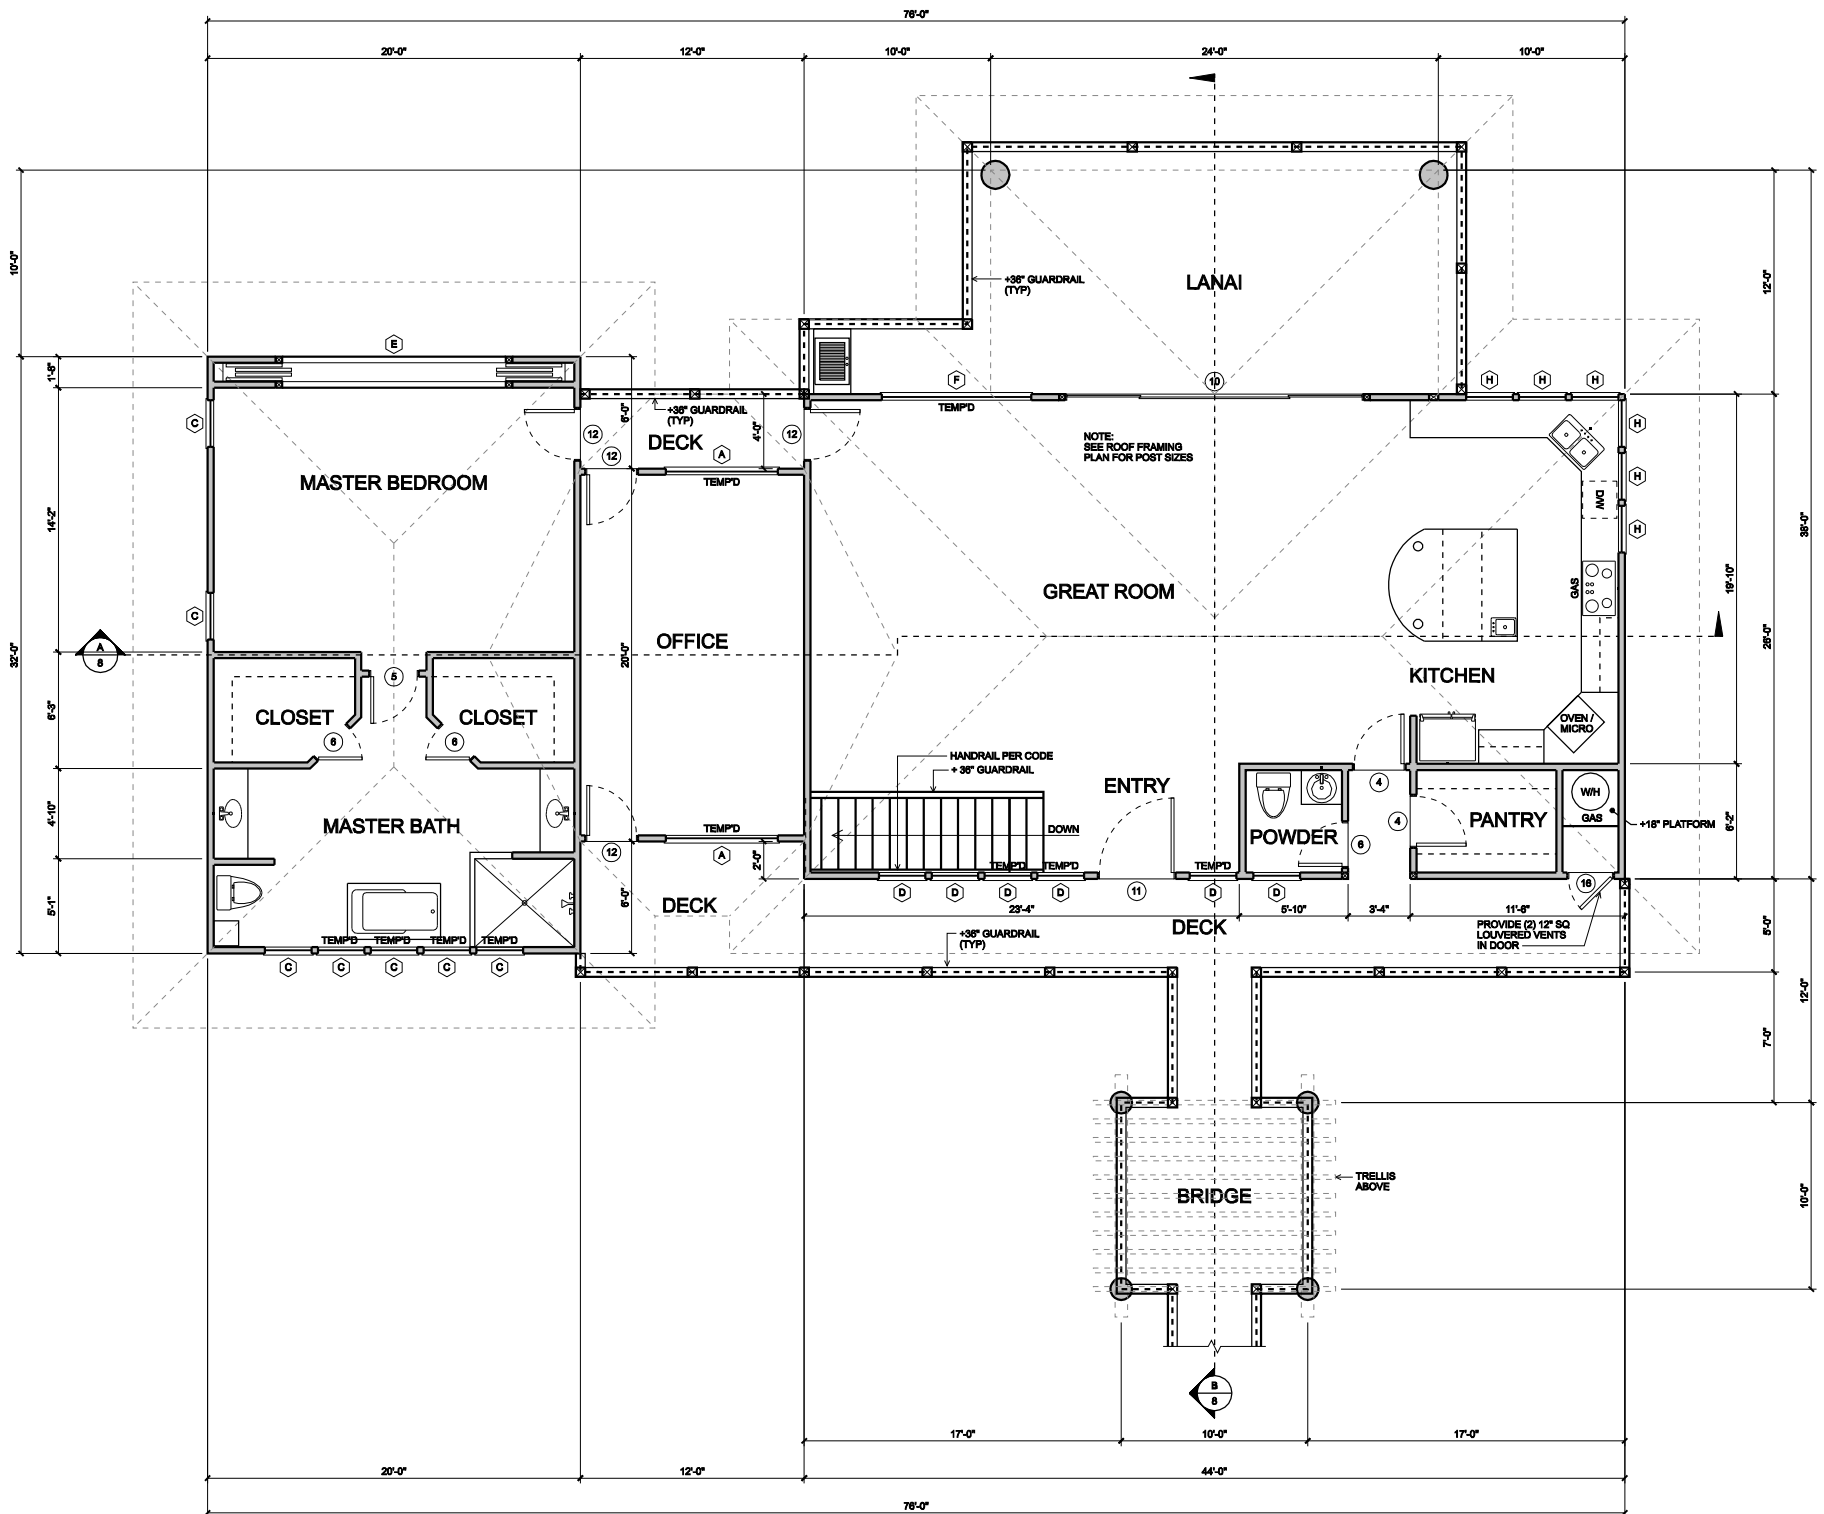 76'-0"
20'-0"
12'-0"
10'-0"
24'-0"
10'-0"
10'-0"
12'-0"
38'-0"
+36" GUARDRAIL
(TYP)
LANAI
E
F
10
H
H
H
1'-8"
C
12
+36" GUARDRAIL
(TYP)
6'-0"
DECK
4'-0"
12
12
A
TEMP'D
TEMP'D
NOTE:
SEE ROOF FRAMING
PLAN FOR POST SIZES
H
H
H
D/W
MASTER BEDROOM
14'-2"
GREAT ROOM
GAS
19'-10"
26'-0"
C
32'-0"
A
8
OFFICE
20'-0"
KITCHEN
5
6'-3"
CLOSET
CLOSET
6
6
OVEN /
MICRO
HANDRAIL PER CODE
+ 36" GUARDRAIL
ENTRY
4
W/H
GAS
4'-10"
MASTER BATH
TEMP'D
DOWN
POWDER
4
PANTRY
+18" PLATFORM
6'-2"
12
A
2'-0"
6
TEMP'D
TEMP'D
TEMP'D
D
D
D
D
11
D
D
16
5'-1"
6'-0"
DECK
23'-4"
5'-10"
3'-4"
11'-6"
DECK
PROVIDE (2) 12" SQ
LOUVERED VENTS
IN DOOR
5'-0"
+36" GUARDRAIL
(TYP)
TEMP'D
TEMP'D
TEMP'D
TEMP'D
C
C
C
C
C
12'-0"
7'-0"
TRELLIS
ABOVE
BRIDGE
10'-0"
B
8
17'-0"
10'-0"
17'-0"
20'-0"
12'-0"
44'-0"
76'-0"